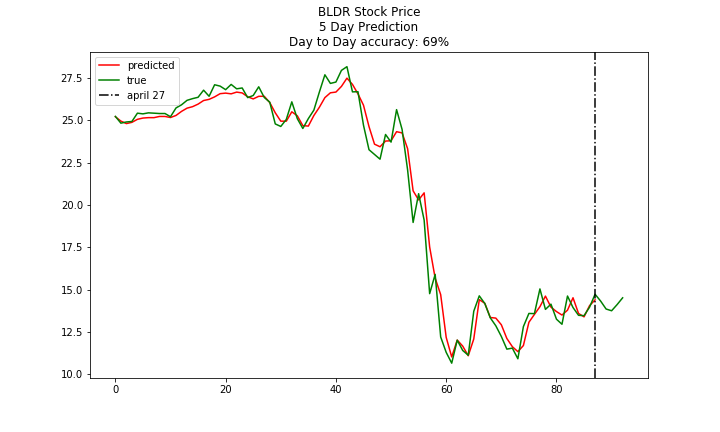 BLDR Stock Price
5 Day Prediction
Day to Day accuracy: 69%
predicted
true
april 27
27.5
25.0
22.5
20.0
17.5
15.0
12.5
10.0
0 20 40 60 80